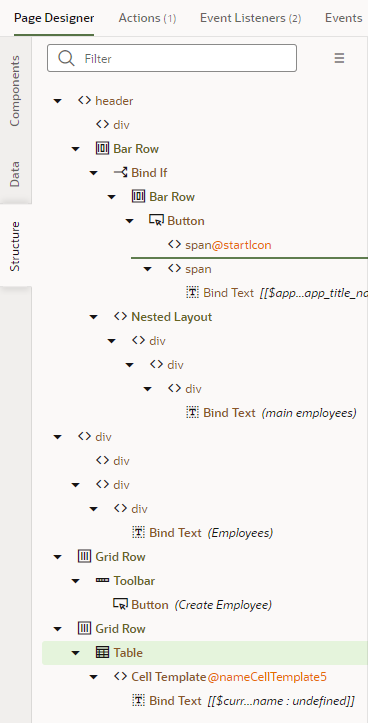 Page Designer Actions (1) Event Listeners (2) Events
Components
Data
Structure
Filter
header
div
Bar Row
Bind If
Bar Row
Button
span@startIcon
span
Bind Text [[$app...app_title_na
Nested Layout
div
div
div
Bind Text (main employees)
div
div
div
div
Bind Text (Employees)
Grid Row
Toolbar
Button (Create Employee)
Grid Row
Table
Cell Template@nameCellTemplate5
Bind Text [[$curr...name : undefined]]